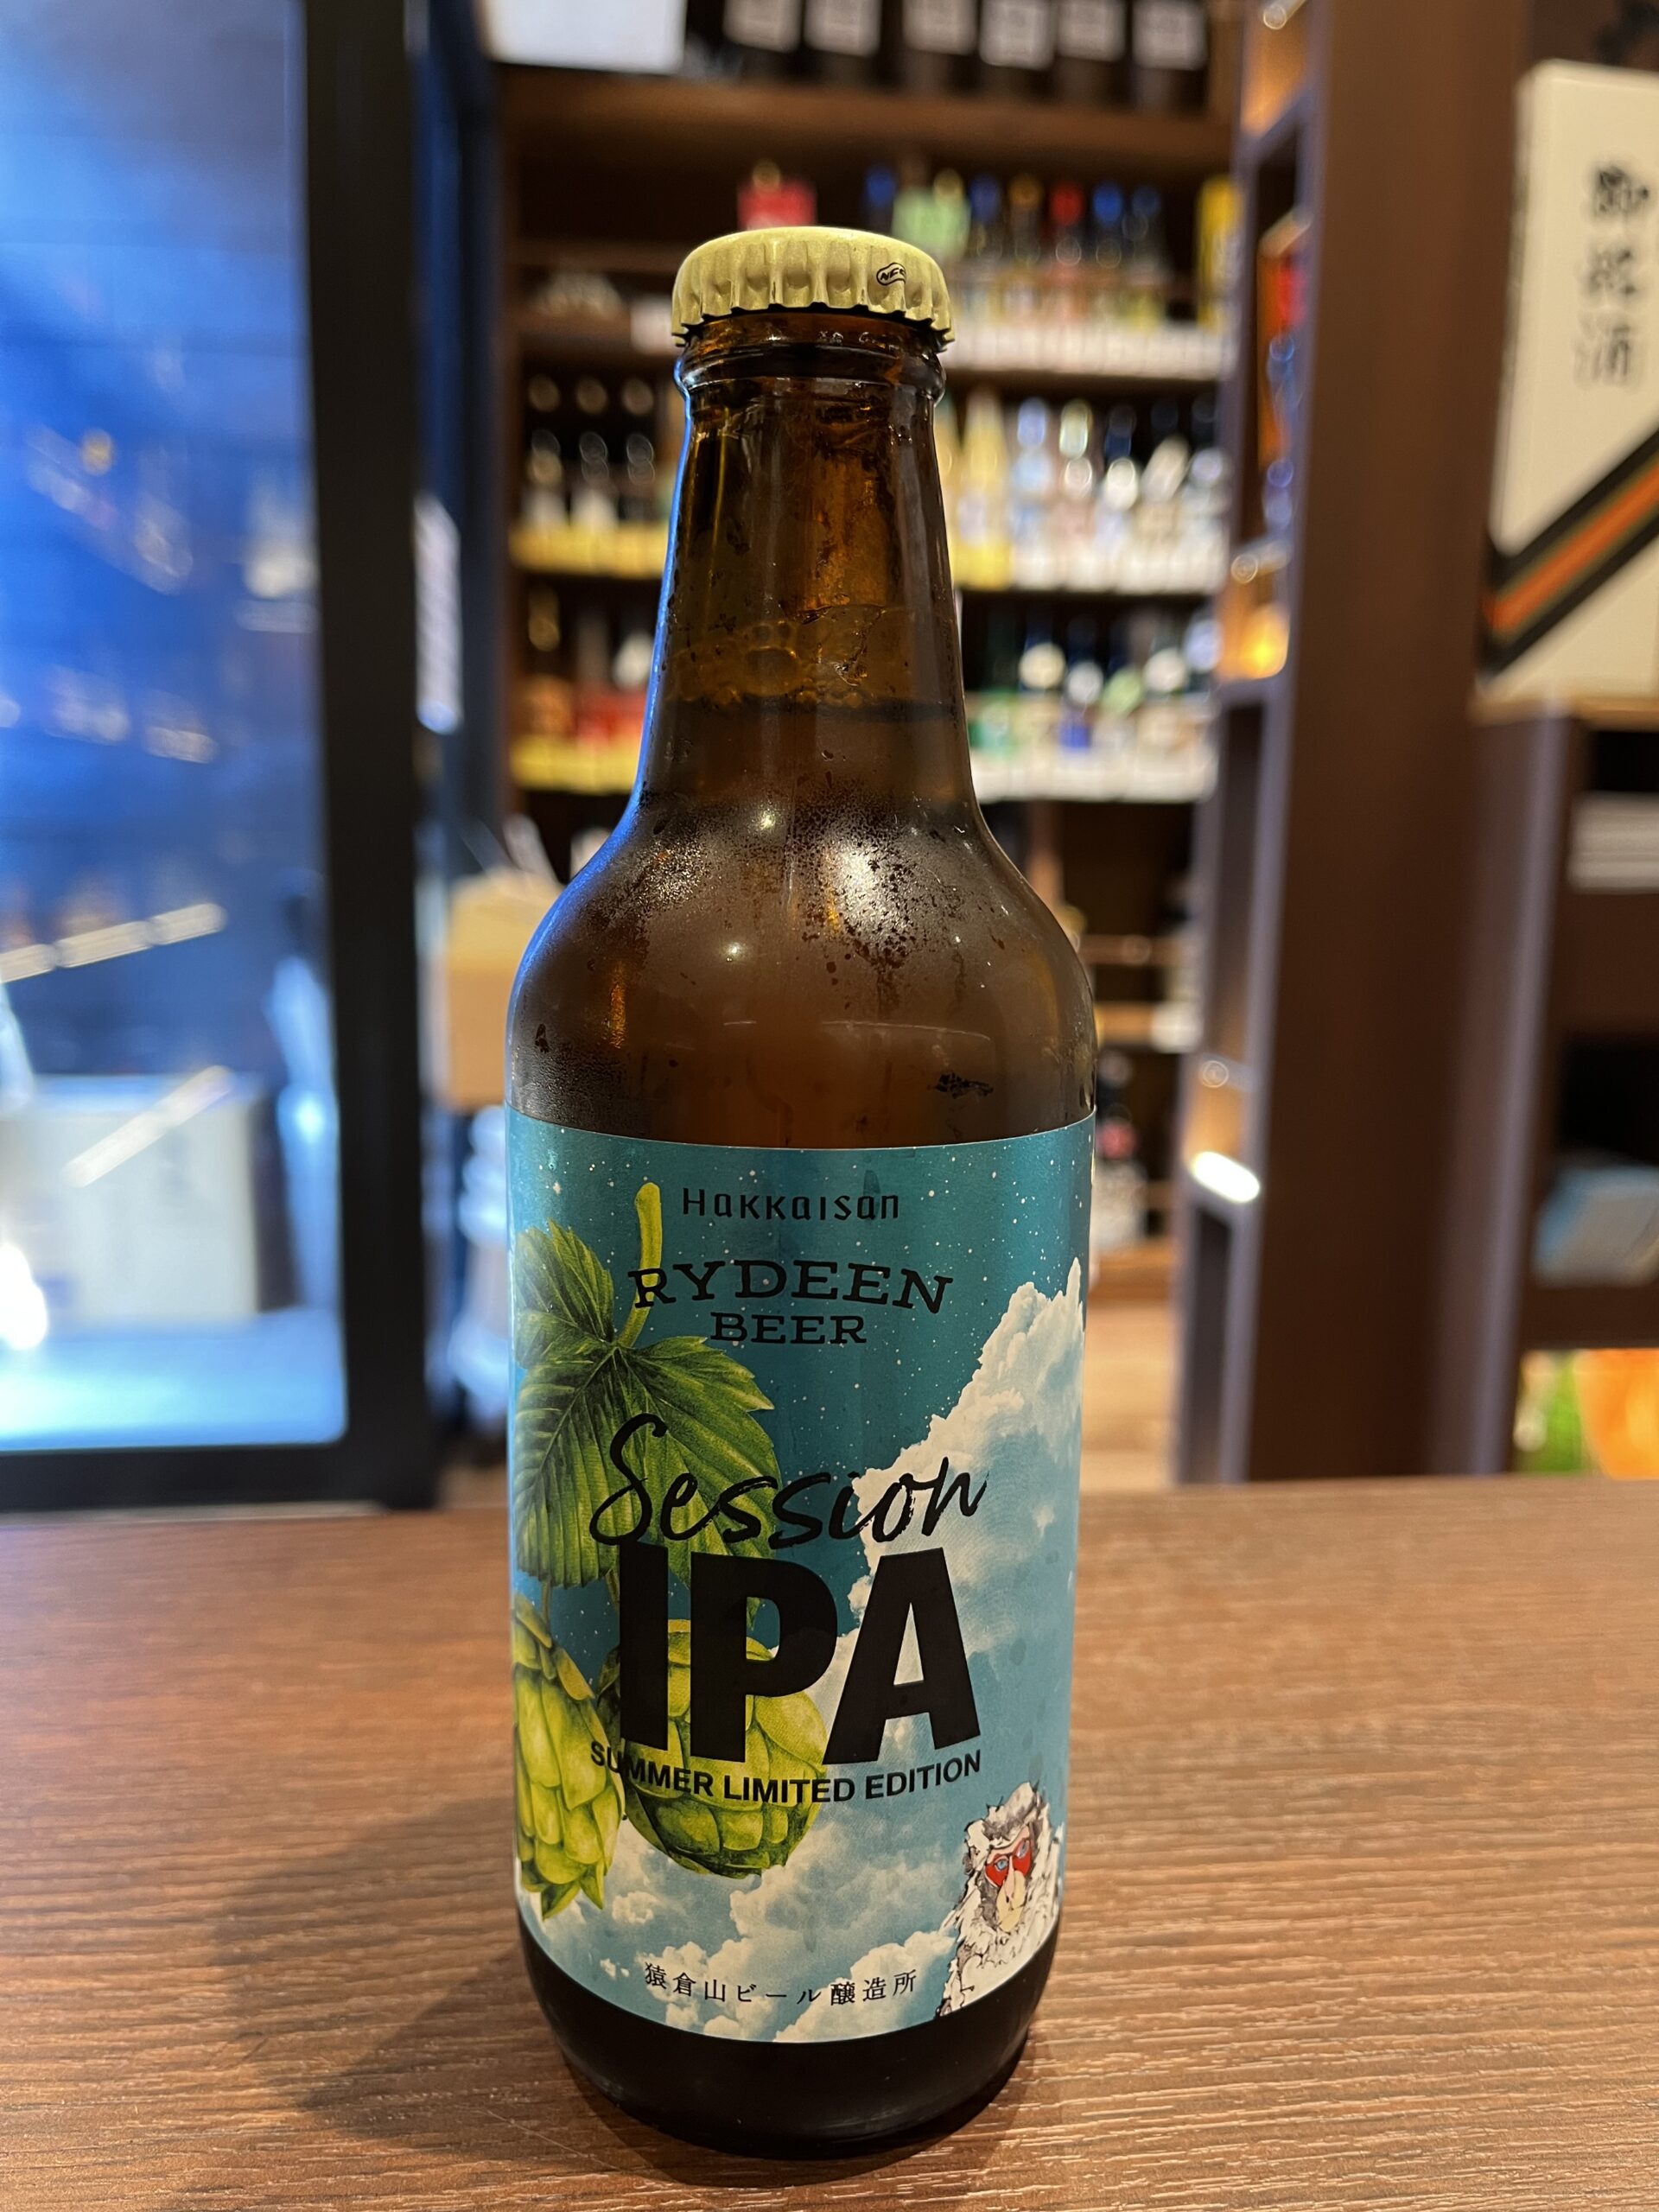 Hakkaisan
RYDEEN
BEER
Session
IPA
SUMMER LIMITED EDITION
猿倉山ビール醸造所